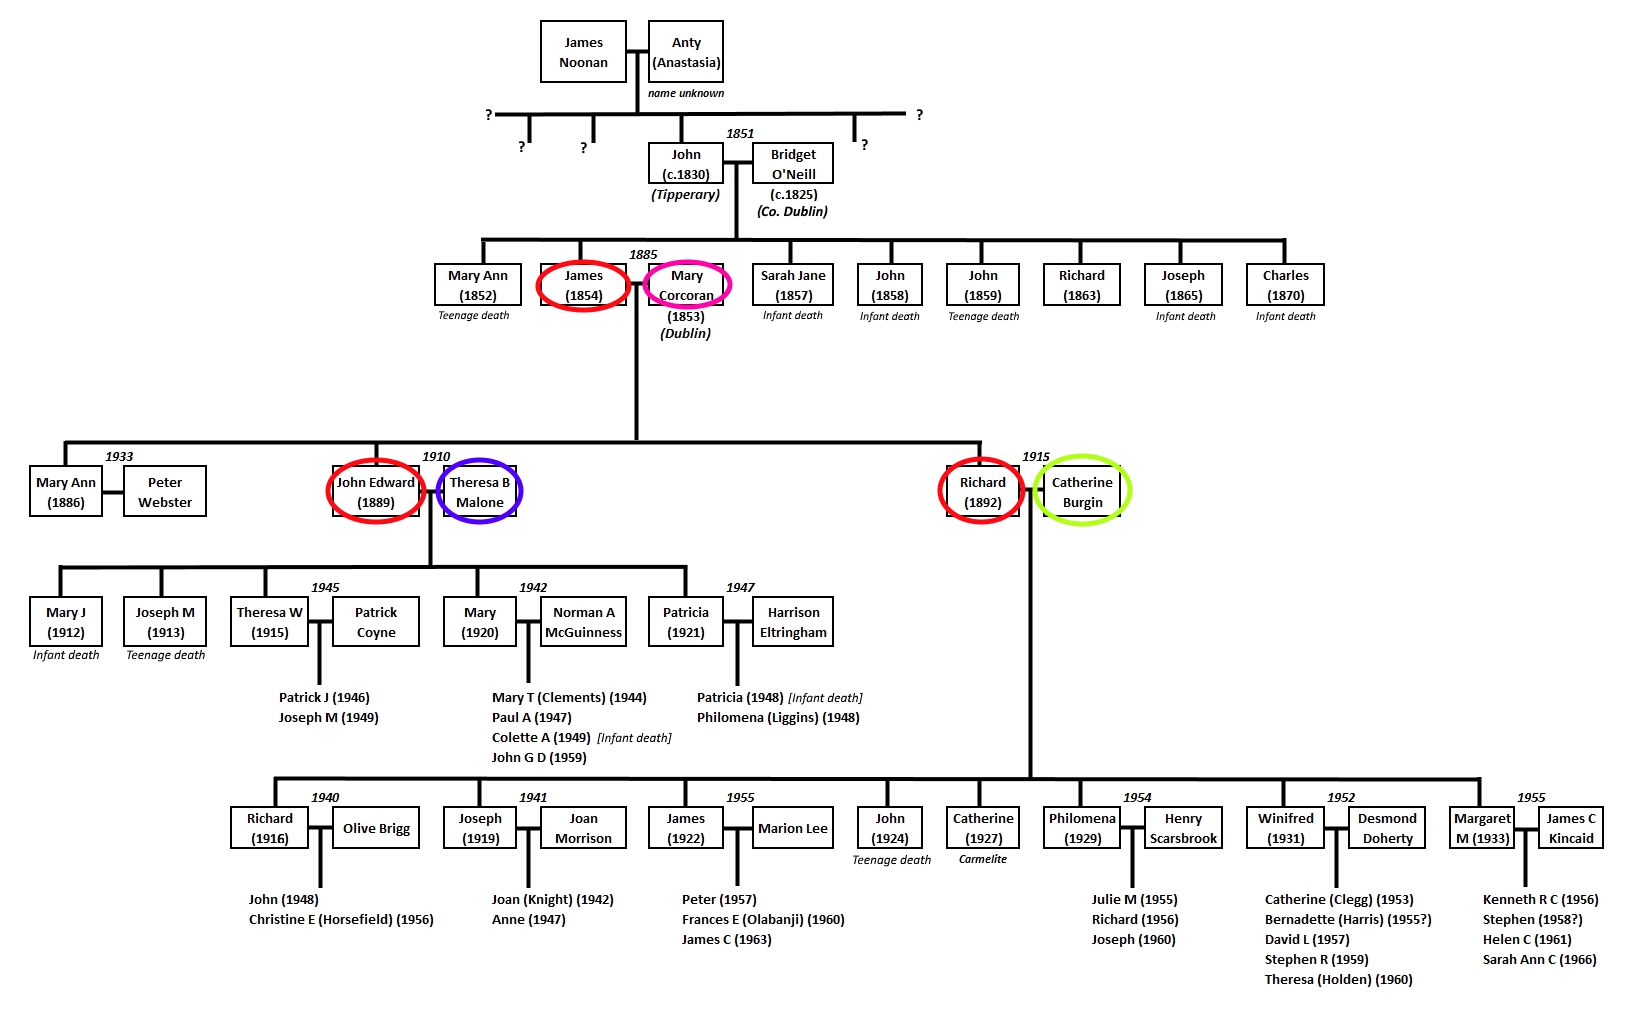 James
Noonan
Anty
(Anastasia)
name unknown
?
?
?
?
?
1851
John
(c.1830)
(Tipperary)
Bridget
O'Neill
(c.1825)
(Co. Dublin)
1885
Mary Ann
(1852)
Teenage death
James
(1854)
Mary
Corcoran
(1853)
(Dublin)
Sarah Jane
(1857)
Infant death
John
(1858)
Infant death
John
(1859)
Teenage death
Richard
(1863)
Joseph
(1865)
Infant death
Charles
(1870)
Infant death
1933
Mary Ann
(1886)
Peter
Webster
1910
John Edward
(1889)
Theresa B
Malone
1915
Richard
(1892)
Catherine
Burgin
Mary J
(1912)
Infant death
Joseph M
(1913)
Teenage death
1945
Theresa W
(1915)
Patrick
Coyne
1942
Mary
(1920)
Norman A
McGuinness
1947
Patricia
(1921)
Harrison
Eltringham
Patrick J (1946)
Joseph M (1949)
Mary T (Clements) (1944)
Paul A (1947)
Colette A (1949) [Infant death]
John G D (1959)
Patricia (1948) [Infant death]
Philomena (Liggins) (1948)
1940
Richard
(1916)
Olive Brigg
1941
Joseph
(1919)
Joan
Morrison
1955
James
(1922)
Marion Lee
John
(1924)
Teenage death
Catherine
(1927)
Carmelite
1954
Philomena
(1929)
Henry
Scarsbrook
1952
Winifred
(1931)
Desmond
Doherty
1955
Margaret
M (1933)
James C
Kincaid
John (1948)
Christine E (Horsefield) (1956)
Joan (Knight) (1942)
Anne (1947)
Peter (1957)
Frances E (Olabanji) (1960)
James C (1963)
Julie M (1955)
Richard (1956)
Joseph (1960)
Catherine (Clegg) (1953)
Bernadette (Harris) (1955?)
David L (1957)
Stephen R (1959)
Theresa (Holden) (1960)
Kenneth R C (1956)
Stephen (1958?)
Helen C (1961)
Sarah Ann C (1966)